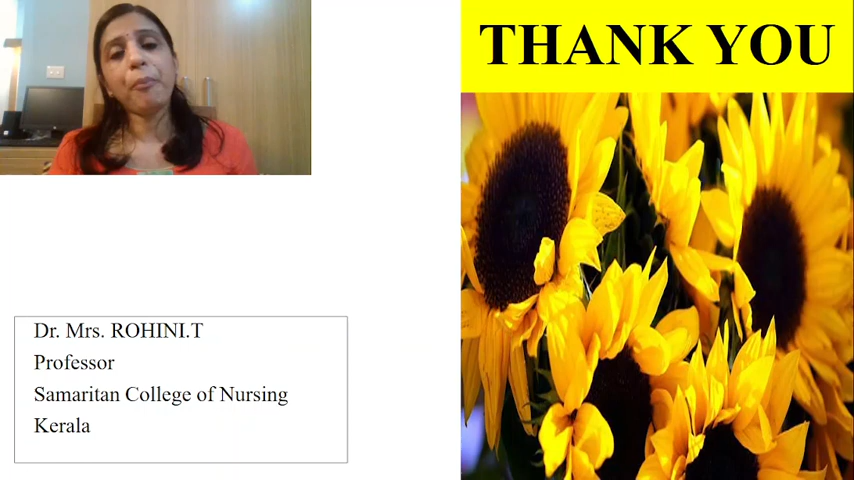 THANK YOU
Dr. Mrs. ROHINI.T
Professor
Samaritan College of Nursing
Kerala